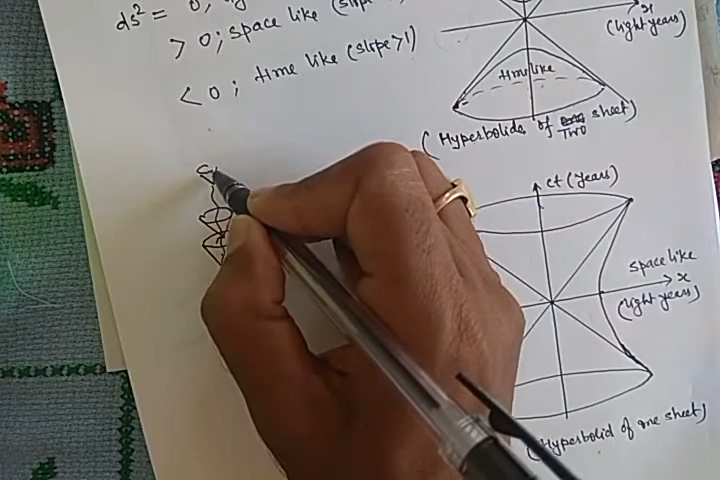 ds² = 0;
> 0; space like (slope
< 0; time like (slope>1)
x
(light years)
time like
(Hyperbolids of TWO sheet)
ct (years)
space like
x
(light years)
(Hyperbolid of one sheet)